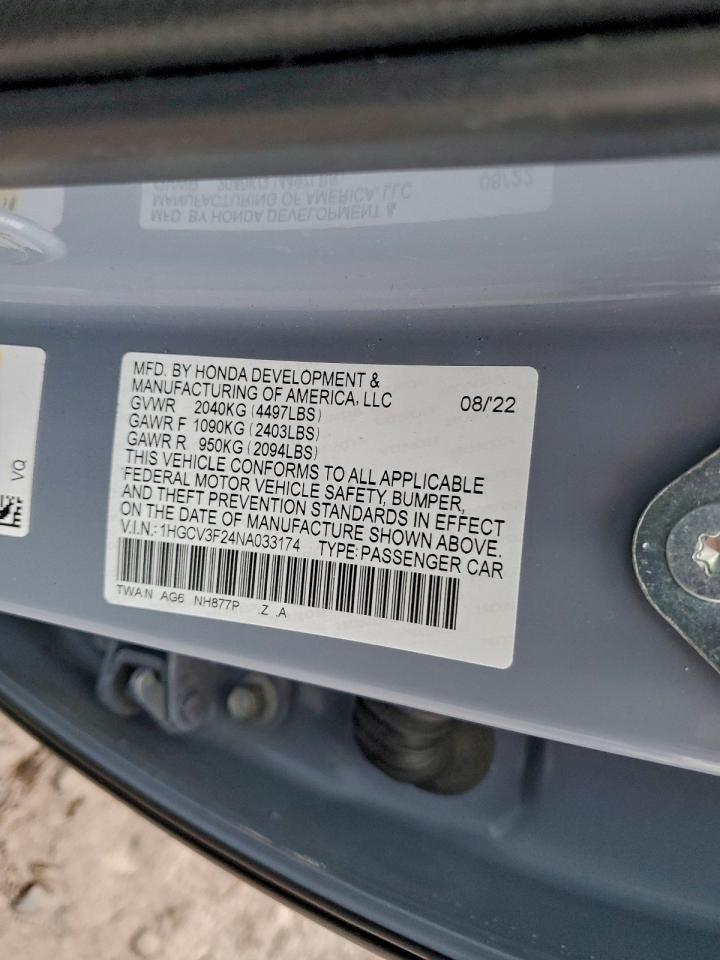 MFD. BY HONDA DEVELOPMENT &
MANUFACTURING OF AMERICA, LLC 08/22
GVWR 2040KG (4497LBS)
GAWR F 1090KG (2403LBS)
GAWR R 950KG (2094LBS)
THIS VEHICLE CONFORMS TO ALL APPLICABLE
FEDERAL MOTOR VEHICLE SAFETY, BUMPER,
AND THEFT PREVENTION STANDARDS IN EFFECT
ON THE DATE OF MANUFACTURE SHOWN ABOVE.
V.I.N.: 1HGCV3F24NA033174 TYPE: PASSENGER CAR
TWA.N AG6 NH877P .Z .A
VQ